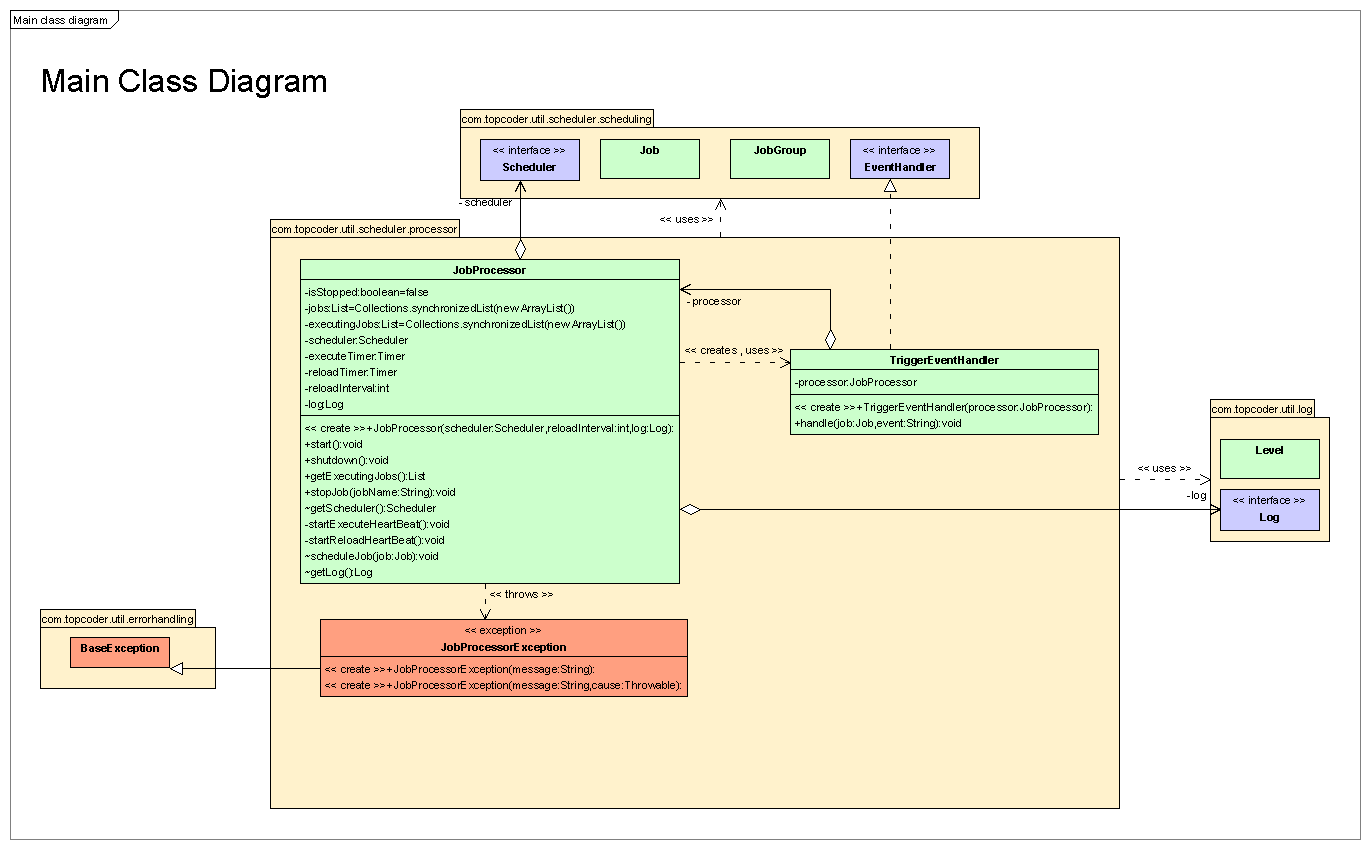 Main class diagram
Main Class Diagram
com.topcoder.util.scheduler.scheduling
<< interface >>
Scheduler
Job
JobGroup
<< interface >>
EventHandler
-scheduler
<< uses >>
com.topcoder.util.scheduler.processor
JobProcessor
-isStopped:boolean=false
-jobs:List=Collections.synchronizedList(new ArrayList())
-executingJobs:List=Collections.synchronizedList(new ArrayList())
-scheduler:Scheduler
-executeTimer:Timer
-reloadTimer:Timer
-reloadInterval:int
-log:Log
<< create >>+JobProcessor(scheduler:Scheduler,reloadInterval:int,log:Log):
+start():void
+shutdown():void
+getExecutingJobs():List
+stopJob(jobName:String):void
~getScheduler():Scheduler
-startExecuteHeartBeat():void
-startReloadHeartBeat():void
~scheduleJob(job:Job):void
~getLog():Log
-processor
<< creates , uses >>
TriggerEventHandler
-processor:JobProcessor
<< create >>+TriggerEventHandler(processor:JobProcessor):
+handle(job:Job,event:String):void
com.topcoder.util.log
Level
<< uses >>
-log
<< interface >>
Log
<< throws >>
com.topcoder.util.errorhandling
BaseException
<< exception >>
JobProcessorException
<< create >>+JobProcessorException(message:String):
<< create >>+JobProcessorException(message:String,cause:Throwable):